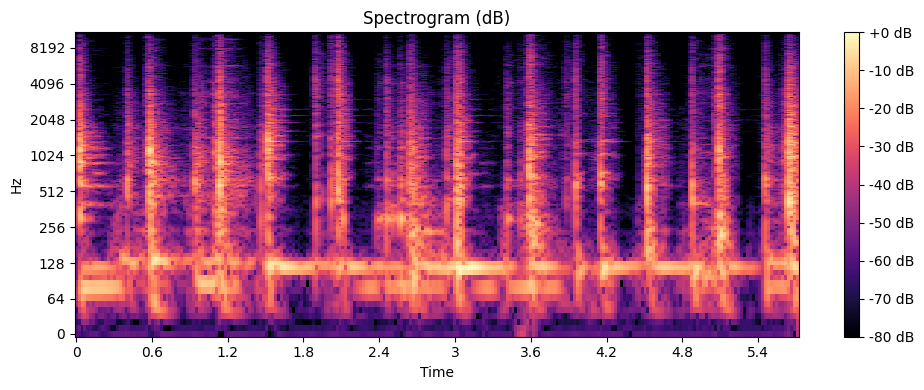 Spectrogram (dB)
Hz
8192
4096
2048
1024
512
256
128
64
0
0 0.6 1.2 1.8 2.4 3 3.6 4.2 4.8 5.4
Time
+0 dB
-10 dB
-20 dB
-30 dB
-40 dB
-50 dB
-60 dB
-70 dB
-80 dB